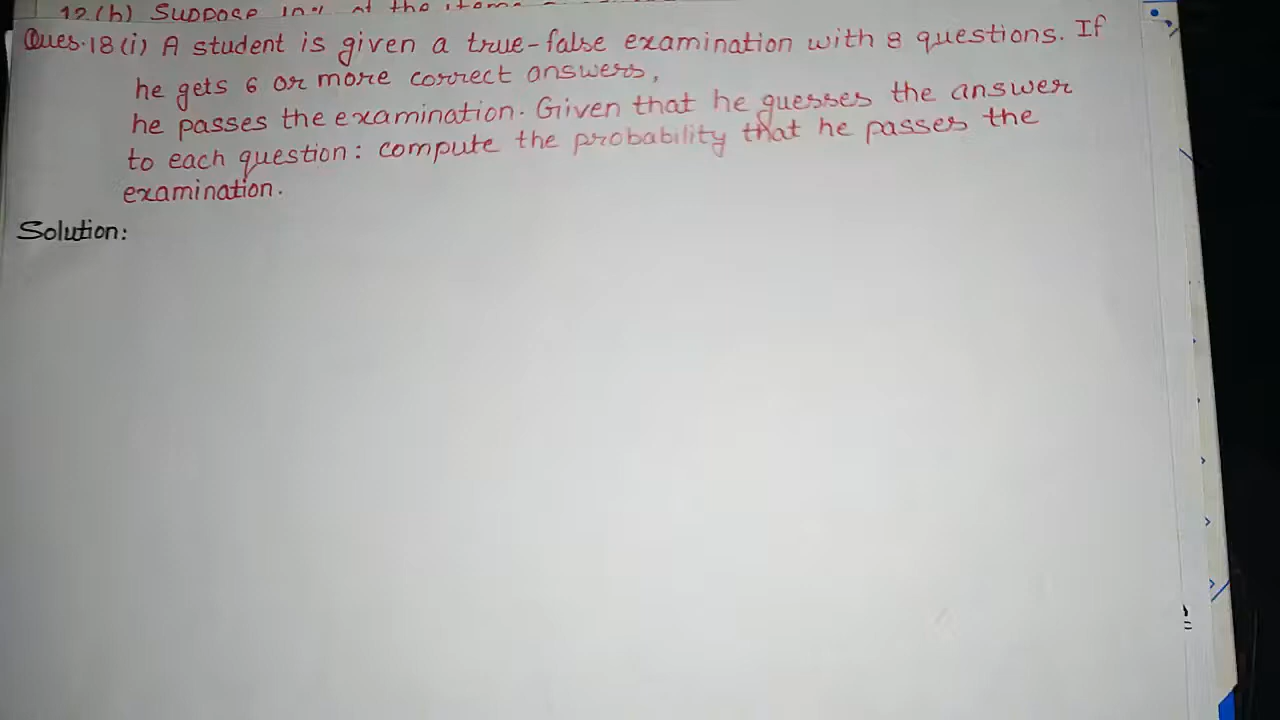 12(b) Suppose
Ques.18(i) A student is given a true-false examination with 8 questions. If
he gets 6 or more correct answers,
he passes the examination. Given that he guesses the answer
to each question: compute the probability that he passes the
examination.
Solution: